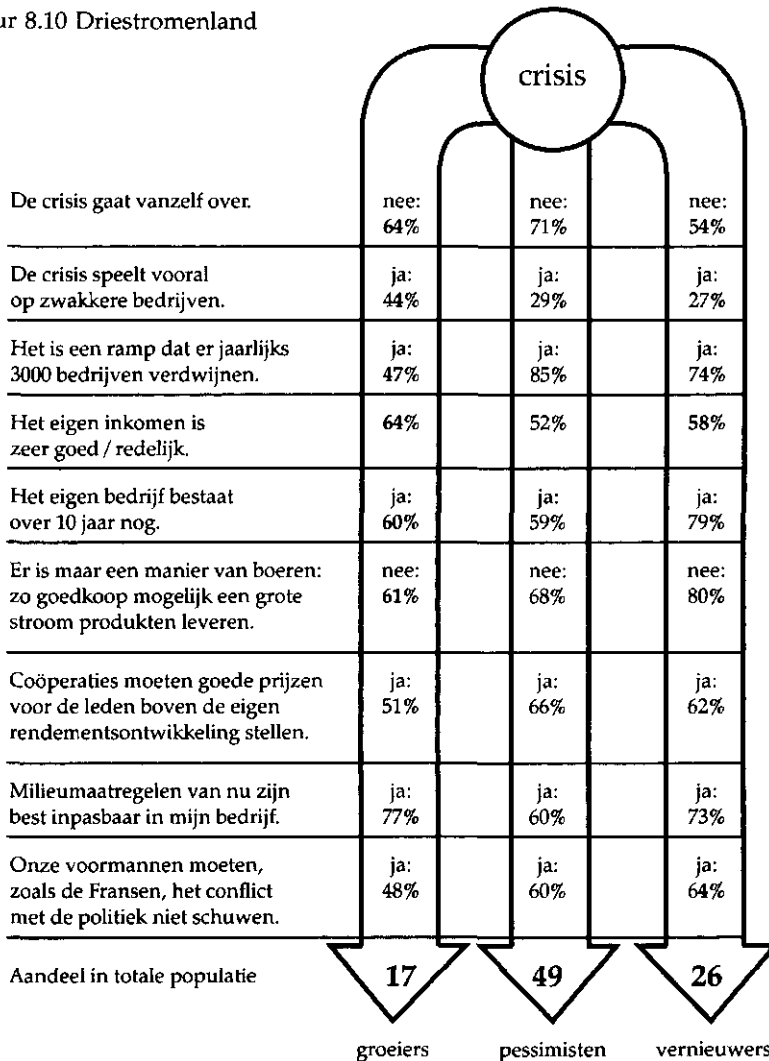 ur 8.10 Driestromenland
crisis
De crisis gaat vanzelf over.
nee: nee: nee:
64% 71% 54%
De crisis speelt vooral ja: ja: ja:
op zwakkere bedrijven. 44% 29% 27%
Het is een ramp dat er jaarlijks ja: ja: ja:
3000 bedrijven verdwijnen. 47% 85% 74%
Het eigen inkomen is 64% 52% 58%
zeer goed / redelijk.
Het eigen bedrijf bestaat ja: ja: ja:
over 10 jaar nog. 60% 59% 79%
Er is maar een manier van boeren: nee: nee: nee:
zo goedkoop mogelijk een grote 61% 68% 80%
stroom produkten leveren.
Coöperaties moeten goede prijzen ja: ja: ja:
voor de leden boven de eigen 51% 66% 62%
rendementsontwikkeling stellen.
Milieumaatregelen van nu zijn ja: ja: ja:
best inpasbaar in mijn bedrijf. 77% 60% 73%
Onze voormannen moeten, ja: ja: ja:
zoals de Fransen, het conflict 48% 60% 64%
met de politiek niet schuwen.
Aandeel in totale populatie 17 49 26
groeiers pessimisten vernieuwers